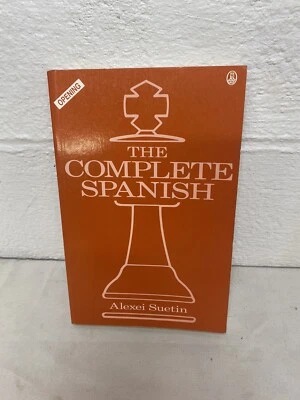 OPENING
THE
COMPLETE
SPANISH
Alexei Suetin